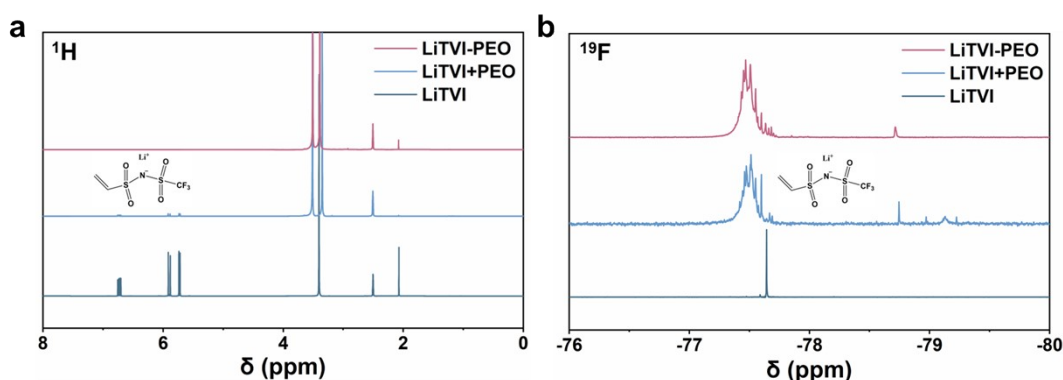 a
¹H
LiTVI-PEO
LiTVI+PEO
LiTVI
Li⁺
O
O
S
N⁻
S
CF₃
O
O
8
6
4
2
0
δ (ppm)
b
¹⁹F
LiTVI-PEO
LiTVI+PEO
LiTVI
Li⁺
O
O
S
N⁻
S
CF₃
O
O
-76
-77
-78
-79
-80
δ (ppm)